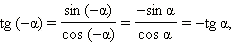 tg (−α) = sin (−α) / cos (−α) = −sin α / cos α = −tg α,